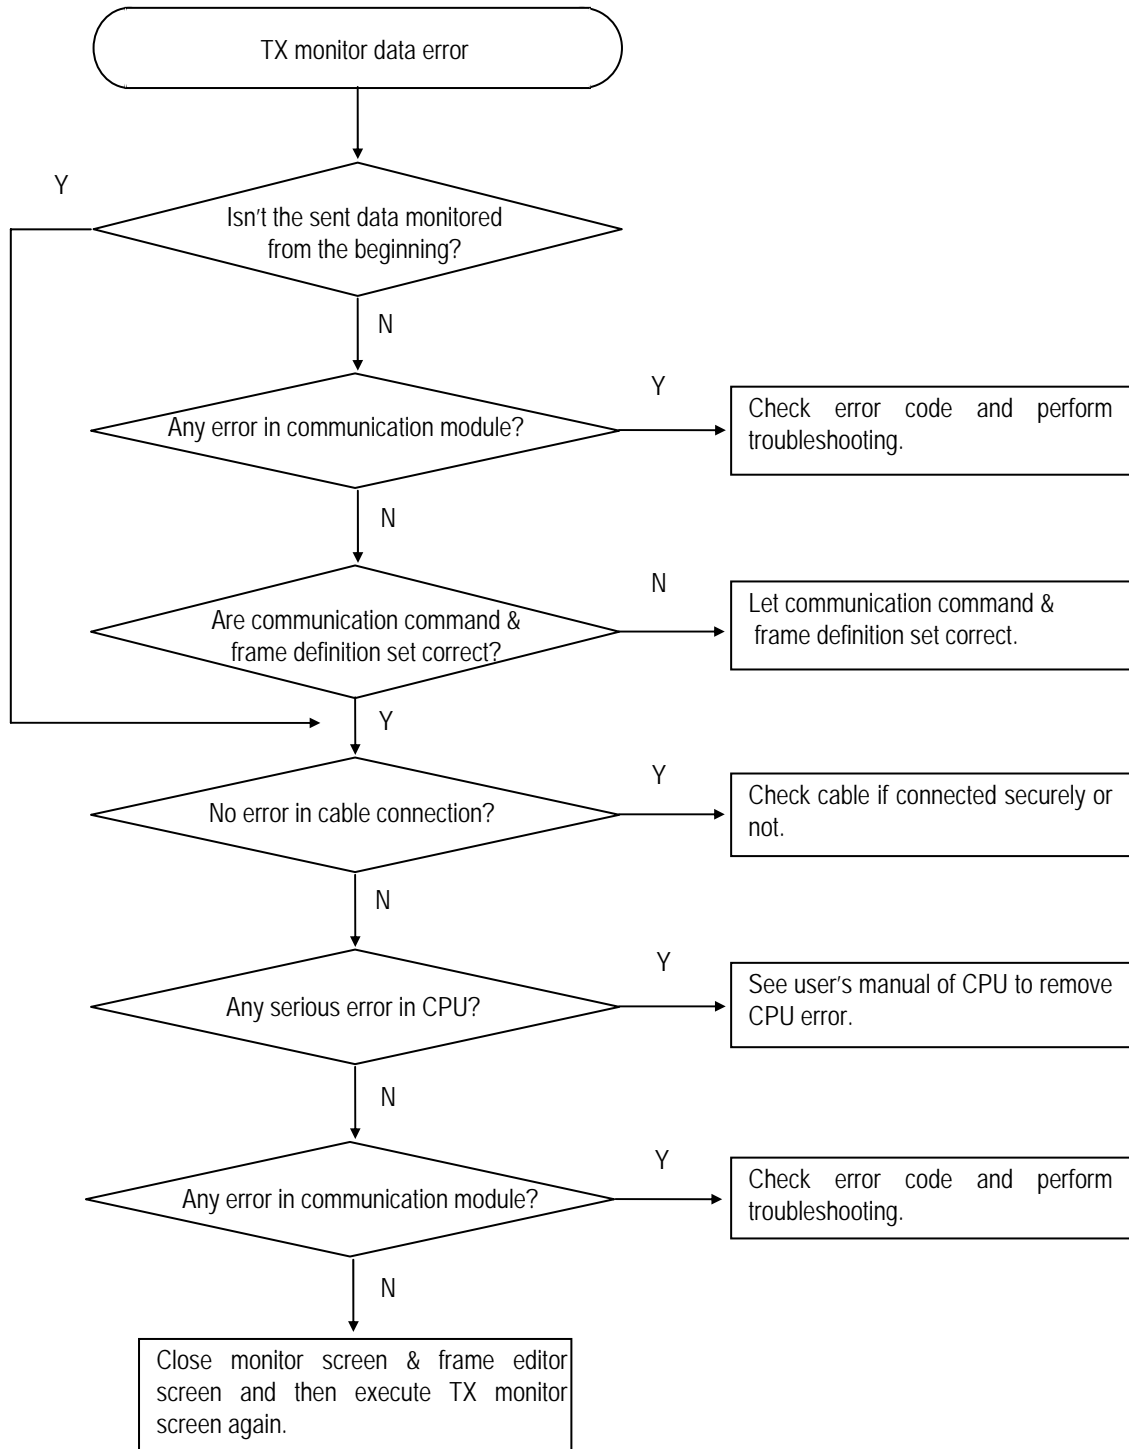 TX monitor data error
Y
Isn't the sent data monitored
from the beginning?
N
Any error in communication module?
Y
Check error code and perform
troubleshooting.
N
Are communication command &
frame definition set correct?
N
Let communication command &
frame definition set correct.
Y
No error in cable connection?
Y
Check cable if connected securely or
not.
N
Any serious error in CPU?
Y
See user's manual of CPU to remove
CPU error.
N
Any error in communication module?
Y
Check error code and perform
troubleshooting.
N
Close monitor screen & frame editor
screen and then execute TX monitor
screen again.